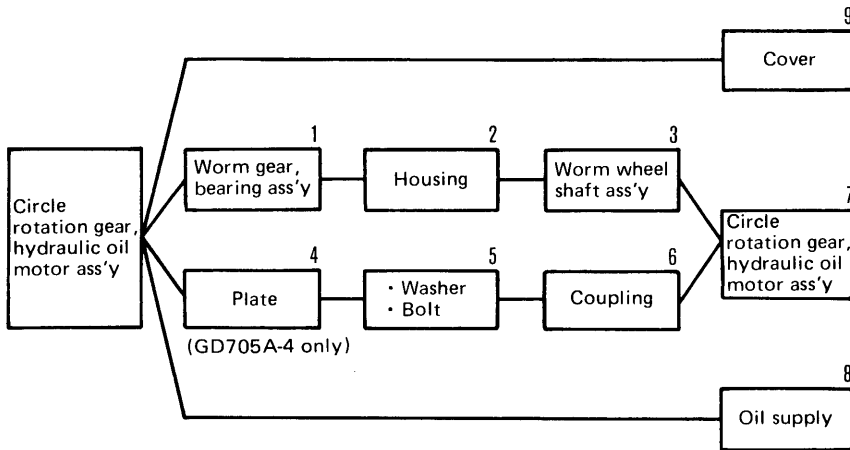 9
Cover
1
Worm gear,
bearing ass'y
2
Housing
3
Worm wheel
shaft ass'y
Circle
rotation gear,
hydraulic oil
motor ass'y
4
Plate
(GD705A-4 only)
5
· Washer
· Bolt
6
Coupling
7
Circle
rotation gear,
hydraulic oil
motor ass'y
8
Oil supply